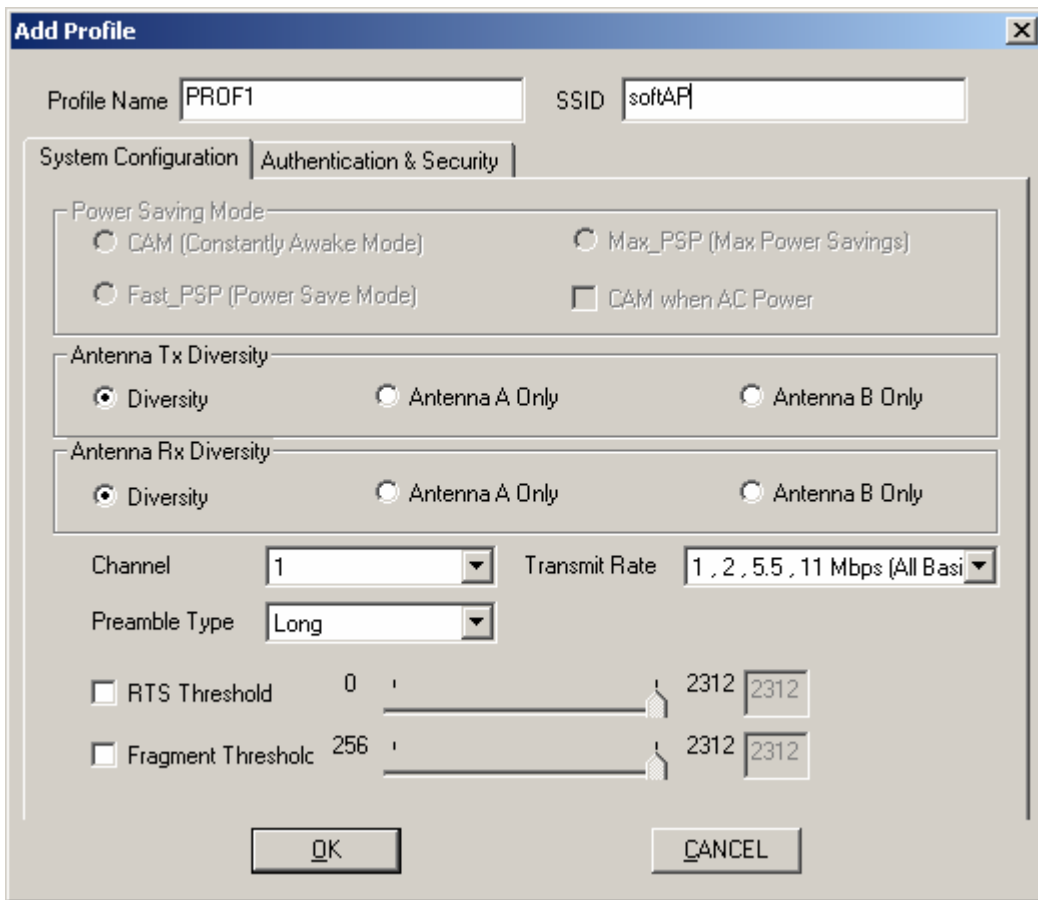 Add Profile
Profile Name PROF1 SSID softAP
System Configuration Authentication & Security
Power Saving Mode
CAM (Constantly Awake Mode) Max_PSP (Max Power Savings)
Fast_PSP (Power Save Mode) CAM when AC Power
Antenna Tx Diversity
Diversity Antenna A Only Antenna B Only
Antenna Rx Diversity
Diversity Antenna A Only Antenna B Only
Channel 1 Transmit Rate 1 , 2 , 5.5 , 11 Mbps (All Basi
Preamble Type Long
RTS Threshold 0 2312 2312
Fragment Thresholc 256 2312 2312
OK CANCEL